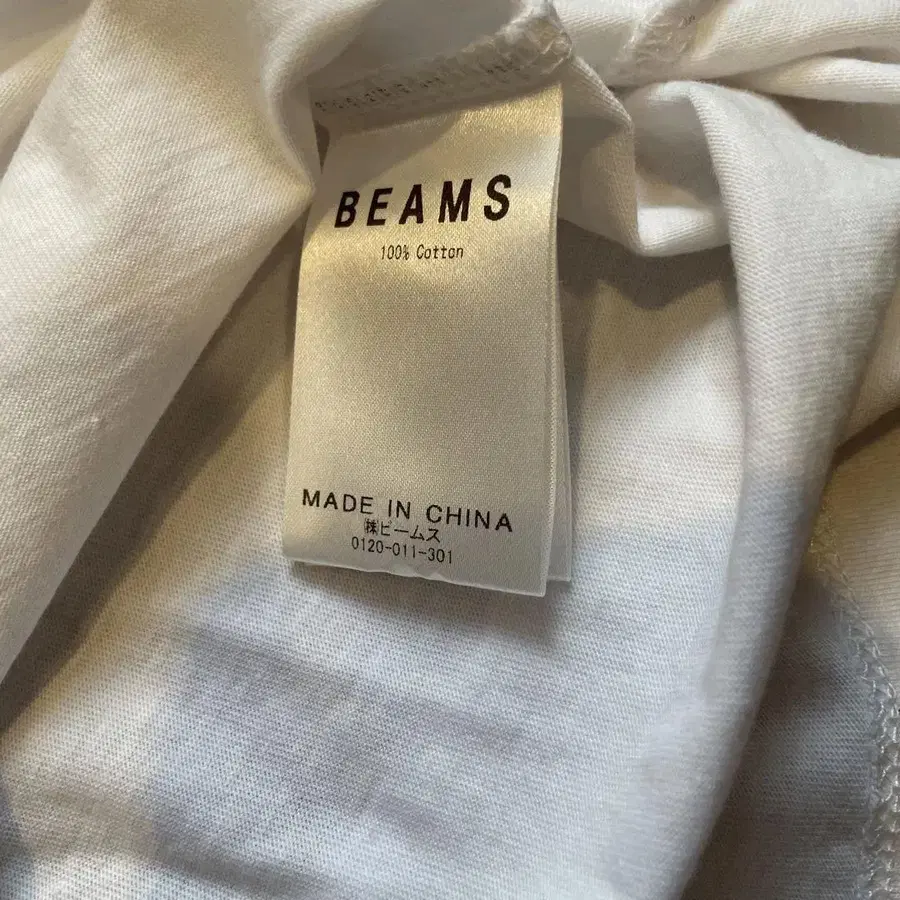 BEAMS
100% Cotton
MADE IN CHINA
㈱ビームス
0120-011-301